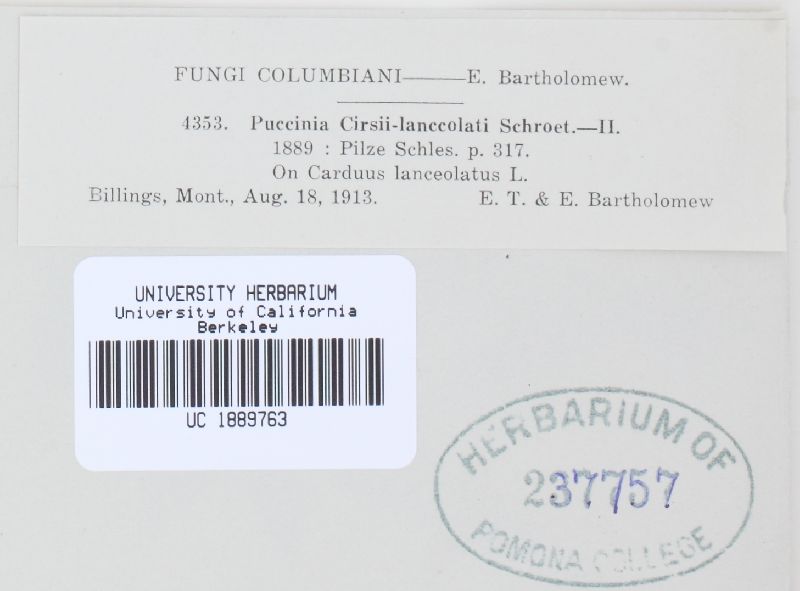 FUNGI COLUMBIANI——E. Bartholomew.
4353. Puccinia Cirsii-lanceolati Schroet.—II.
1889 : Pilze Schles. p. 317.
On Carduus lanceolatus L.
Billings, Mont., Aug. 18, 1913. E. T. & E. Bartholomew
UNIVERSITY HERBARIUM
University of California
Berkeley
UC 1889763
HERBARIUM OF
237757
POMONA COLLEGE